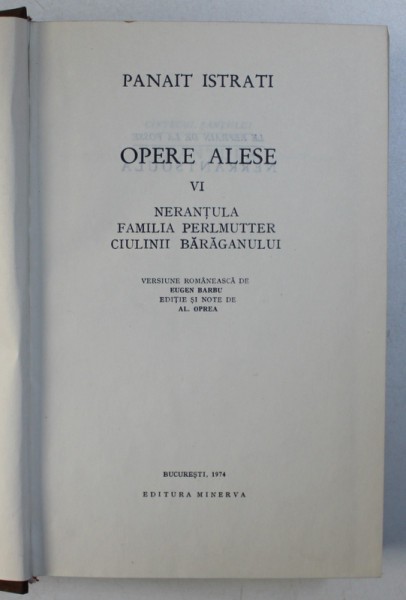 PANAIT ISTRATI
OPERE ALESE
VI
NERANȚULA
FAMILIA PERLMUTTER
CIULINII BĂRĂGANULUI
VERSIUNE ROMÂNEASCĂ DE
EUGEN BARBU
EDIȚIE ȘI NOTE DE
AL. OPREA
BUCUREȘTI, 1974
EDITURA MINERVA